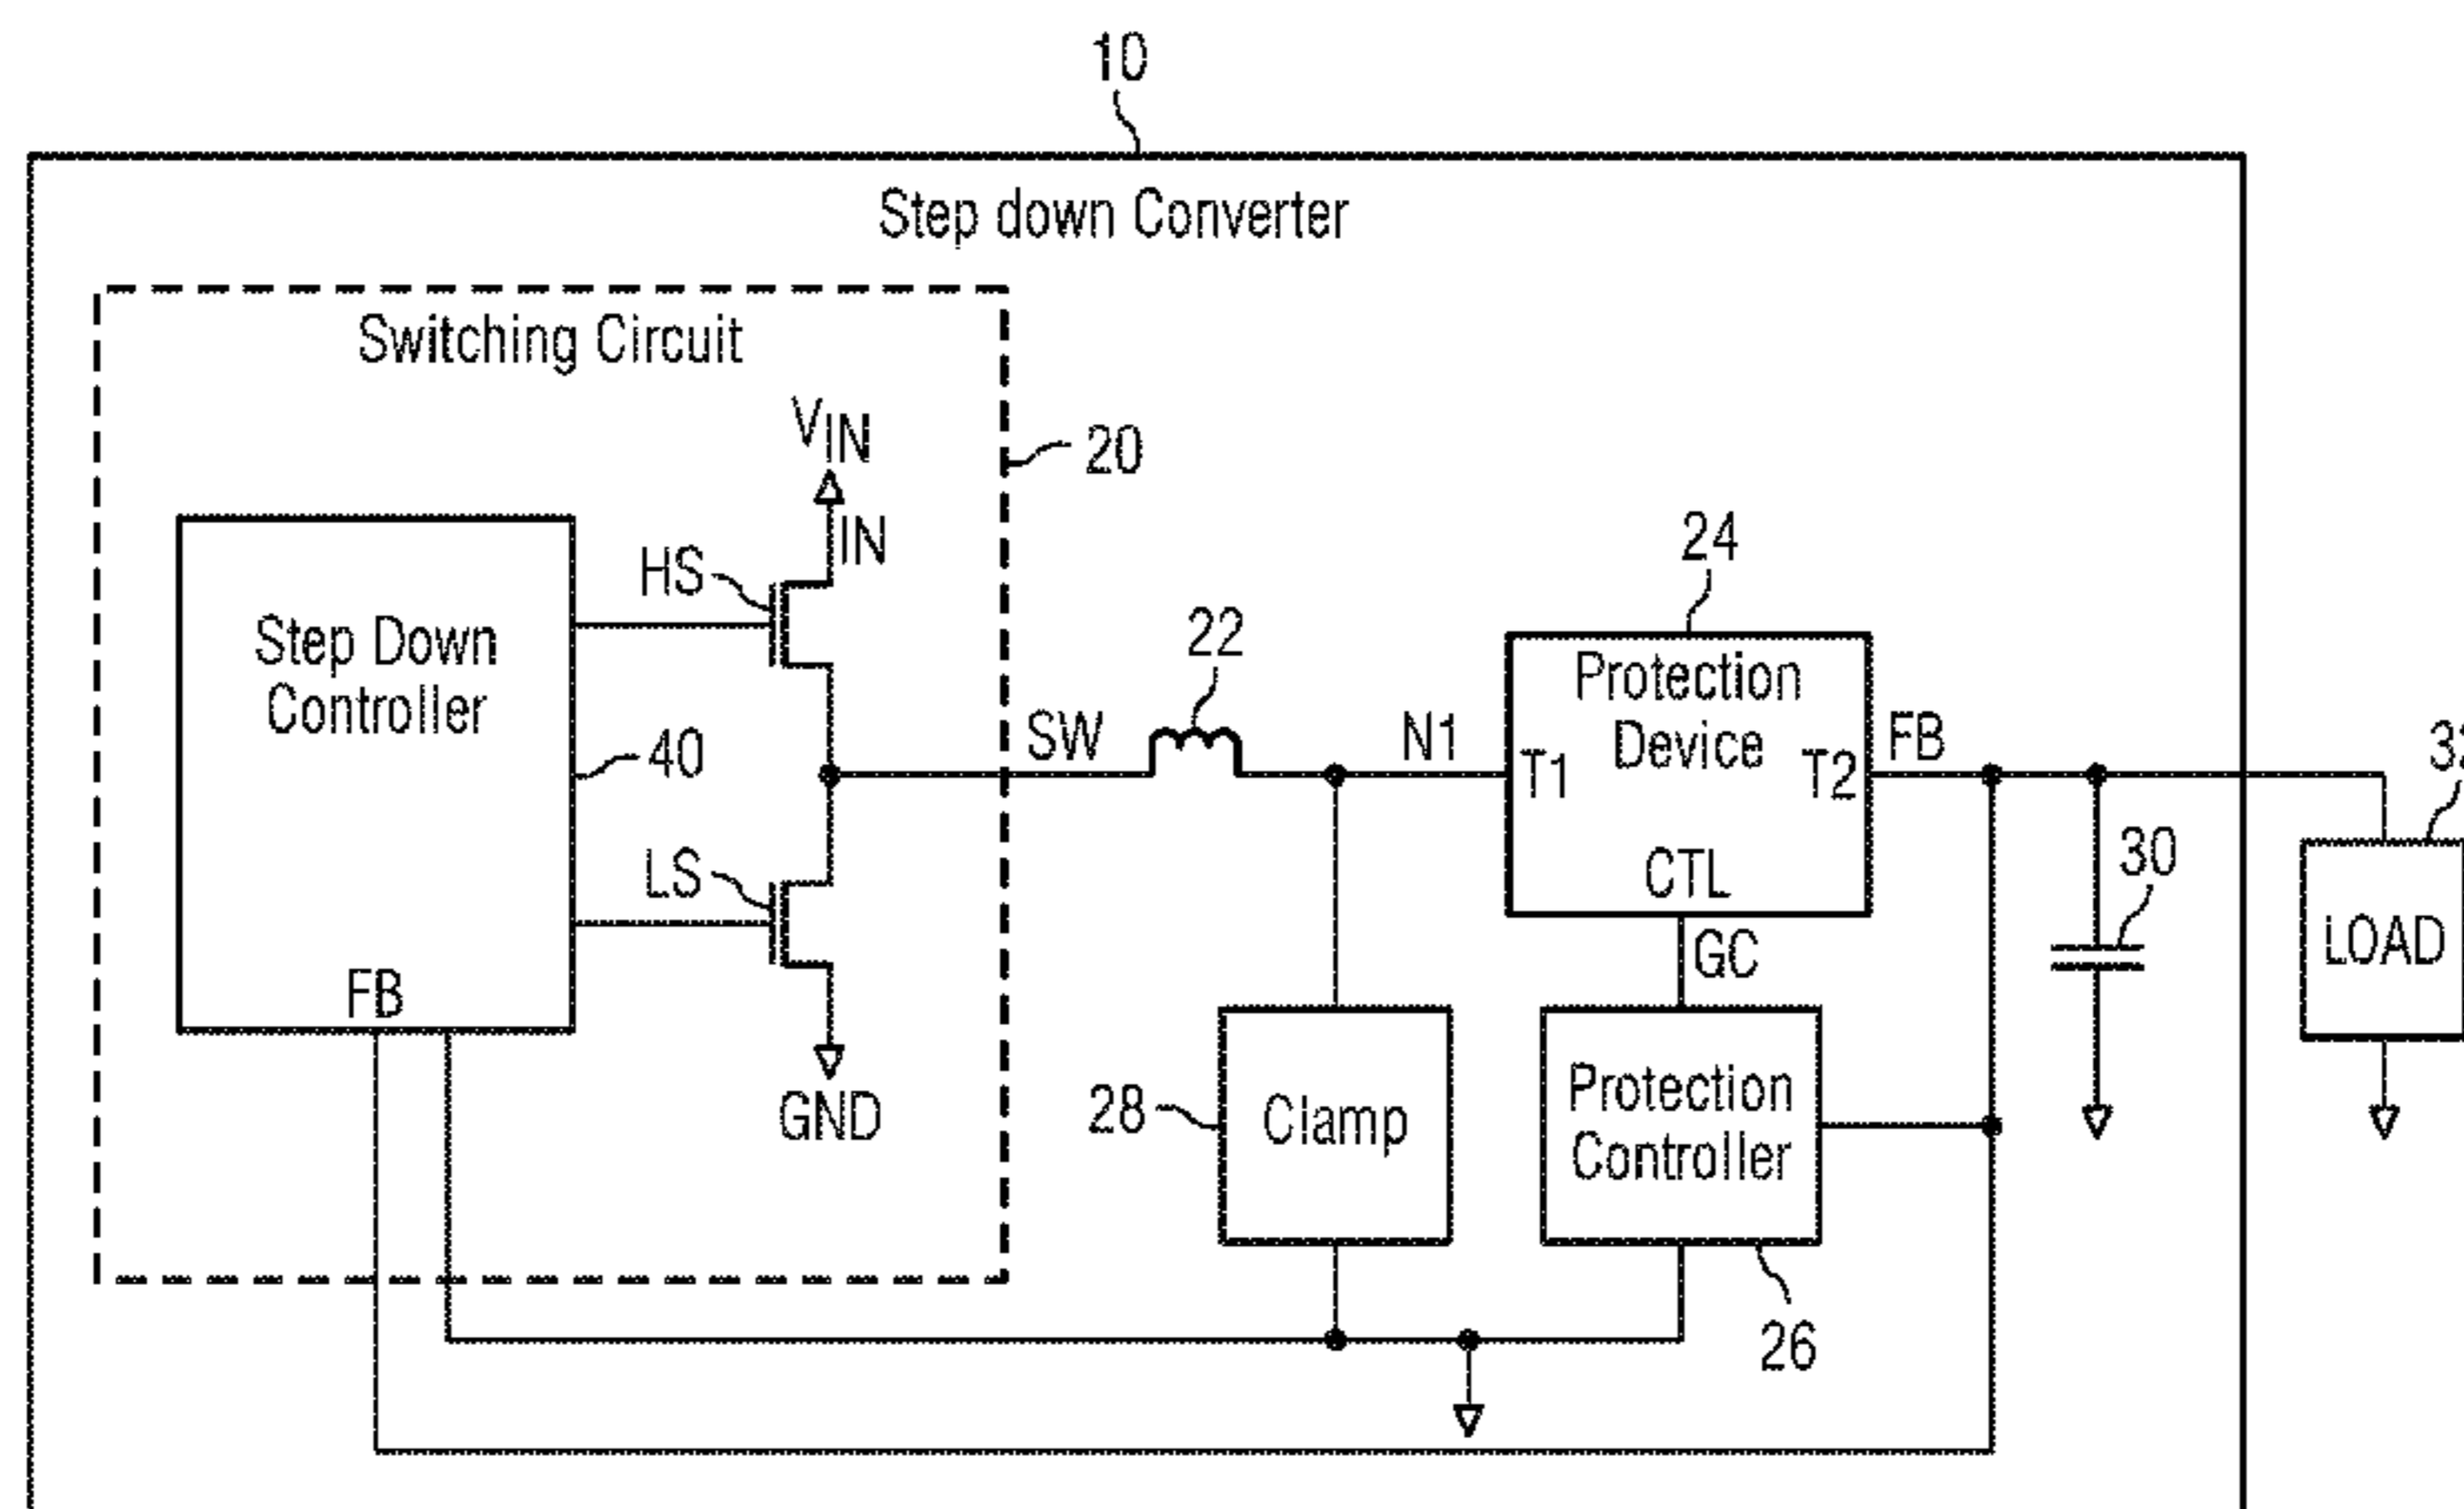 10
Step down Converter
Switching Circuit
VIN
20
IN
HS
24
Step Down
Controller
22
Protection
Device
SW
N1
T1
T2
FB
40
LS
CTL
30
GC
LOAD
FB
GND
28
Clamp
Protection
Controller
26